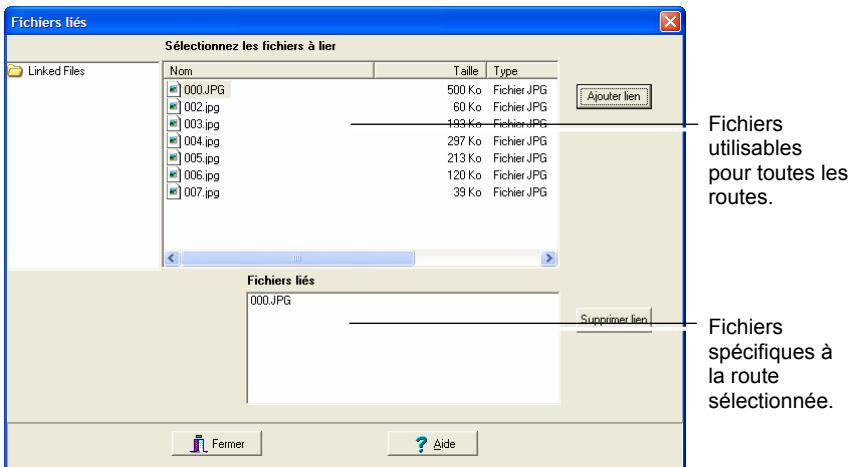 Fichiers liés
Sélectionnez les fichiers à lier
Linked Files
Nom Taille Type
000.JPG 500 Ko Fichier JPG
002.jpg 60 Ko Fichier JPG
003.jpg 193 Ko Fichier JPG
004.jpg 297 Ko Fichier JPG
005.jpg 213 Ko Fichier JPG
006.jpg 120 Ko Fichier JPG
007.jpg 39 Ko Fichier JPG
Ajouter lien
Fichiers
utilisables
pour toutes les
routes.
Fichiers liés
000.JPG
Supprimer lien
Fichiers
spécifiques à
la route
sélectionnée.
Fermer
? Aide